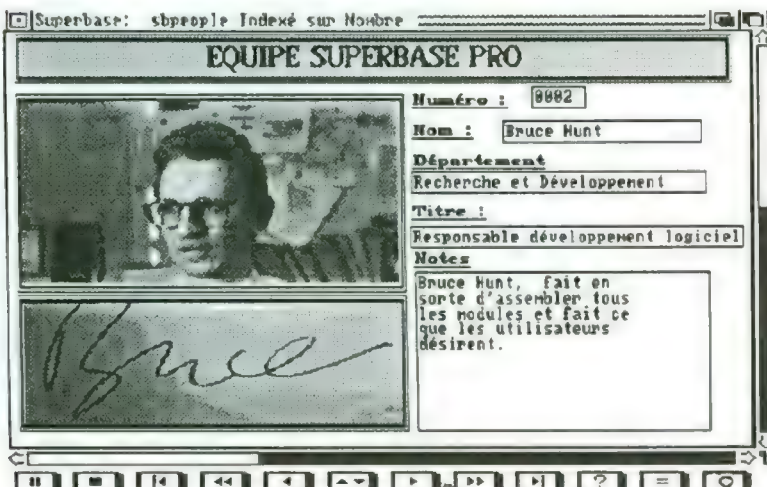 Superbase: sbpeople Indexé sur Nombre
EQUIPE SUPERBASE PRO
Numéro : 0002
Nom : Bruce Hunt
Département
Recherche et Développement
Titre :
Responsable développement logiciel
Notes
Bruce Hunt, fait en
sorte d'assembler tous
les modules et fait ce
que les utilisateurs
désirent.
Bruce
? =